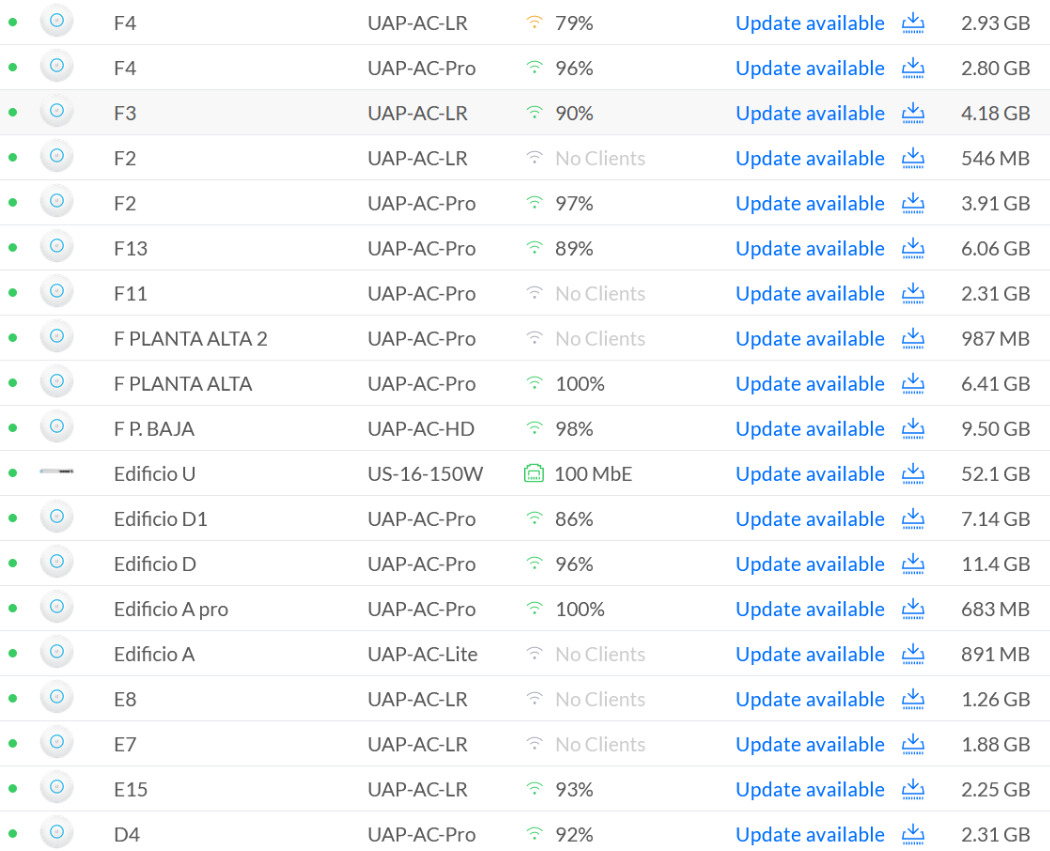 F4 UAP-AC-LR 79% Update available 2.93 GB
F4 UAP-AC-Pro 96% Update available 2.80 GB
F3 UAP-AC-LR 90% Update available 4.18 GB
F2 UAP-AC-LR No Clients Update available 546 MB
F2 UAP-AC-Pro 97% Update available 3.91 GB
F13 UAP-AC-Pro 89% Update available 6.06 GB
F11 UAP-AC-Pro No Clients Update available 2.31 GB
F PLANTA ALTA 2 UAP-AC-Pro No Clients Update available 987 MB
F PLANTA ALTA UAP-AC-Pro 100% Update available 6.41 GB
F P. BAJA UAP-AC-HD 98% Update available 9.50 GB
Edificio U US-16-150W 100 MbE Update available 52.1 GB
Edificio D1 UAP-AC-Pro 86% Update available 7.14 GB
Edificio D UAP-AC-Pro 96% Update available 11.4 GB
Edificio A pro UAP-AC-Pro 100% Update available 683 MB
Edificio A UAP-AC-Lite No Clients Update available 891 MB
E8 UAP-AC-LR No Clients Update available 1.26 GB
E7 UAP-AC-LR No Clients Update available 1.88 GB
E15 UAP-AC-LR 93% Update available 2.25 GB
D4 UAP-AC-Pro 92% Update available 2.31 GB